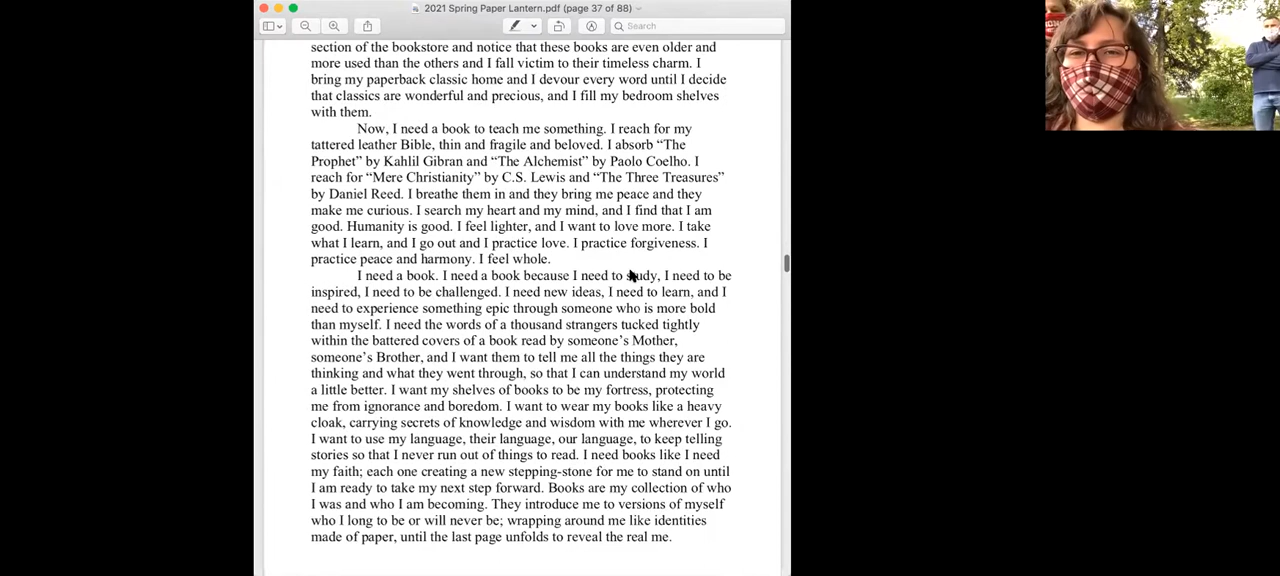 2021 Spring Paper Lantern.pdf (page 37 of 88)
Search
section of the bookstore and notice that these books are even older and
more used than the others and I fall victim to their timeless charm. I
bring my paperback classic home and I devour every word until I decide
that classics are wonderful and precious, and I fill my bedroom shelves
with them.
Now, I need a book to teach me something. I reach for my
tattered leather Bible, thin and fragile and beloved. I absorb “The
Prophet” by Kahlil Gibran and “The Alchemist” by Paolo Coelho. I
reach for “Mere Christianity” by C.S. Lewis and “The Three Treasures”
by Daniel Reed. I breathe them in and they bring me peace and they
make me curious. I search my heart and my mind, and I find that I am
good. Humanity is good. I feel lighter, and I want to love more. I take
what I learn, and I go out and I practice love. I practice forgiveness. I
practice peace and harmony. I feel whole.
I need a book. I need a book because I need to study, I need to be
inspired, I need to be challenged. I need new ideas, I need to learn, and I
need to experience something epic through someone who is more bold
than myself. I need the words of a thousand strangers tucked tightly
within the battered covers of a book read by someone’s Mother,
someone’s Brother, and I want them to tell me all the things they are
thinking and what they went through, so that I can understand my world
a little better. I want my shelves of books to be my fortress, protecting
me from ignorance and boredom. I want to wear my books like a heavy
cloak, carrying secrets of knowledge and wisdom with me wherever I go.
I want to use my language, their language, our language, to keep telling
stories so that I never run out of things to read. I need books like I need
my faith; each one creating a new stepping-stone for me to stand on until
I am ready to take my next step forward. Books are my collection of who
I was and who I am becoming. They introduce me to versions of myself
who I long to be or will never be; wrapping around me like identities
made of paper, until the last page unfolds to reveal the real me.